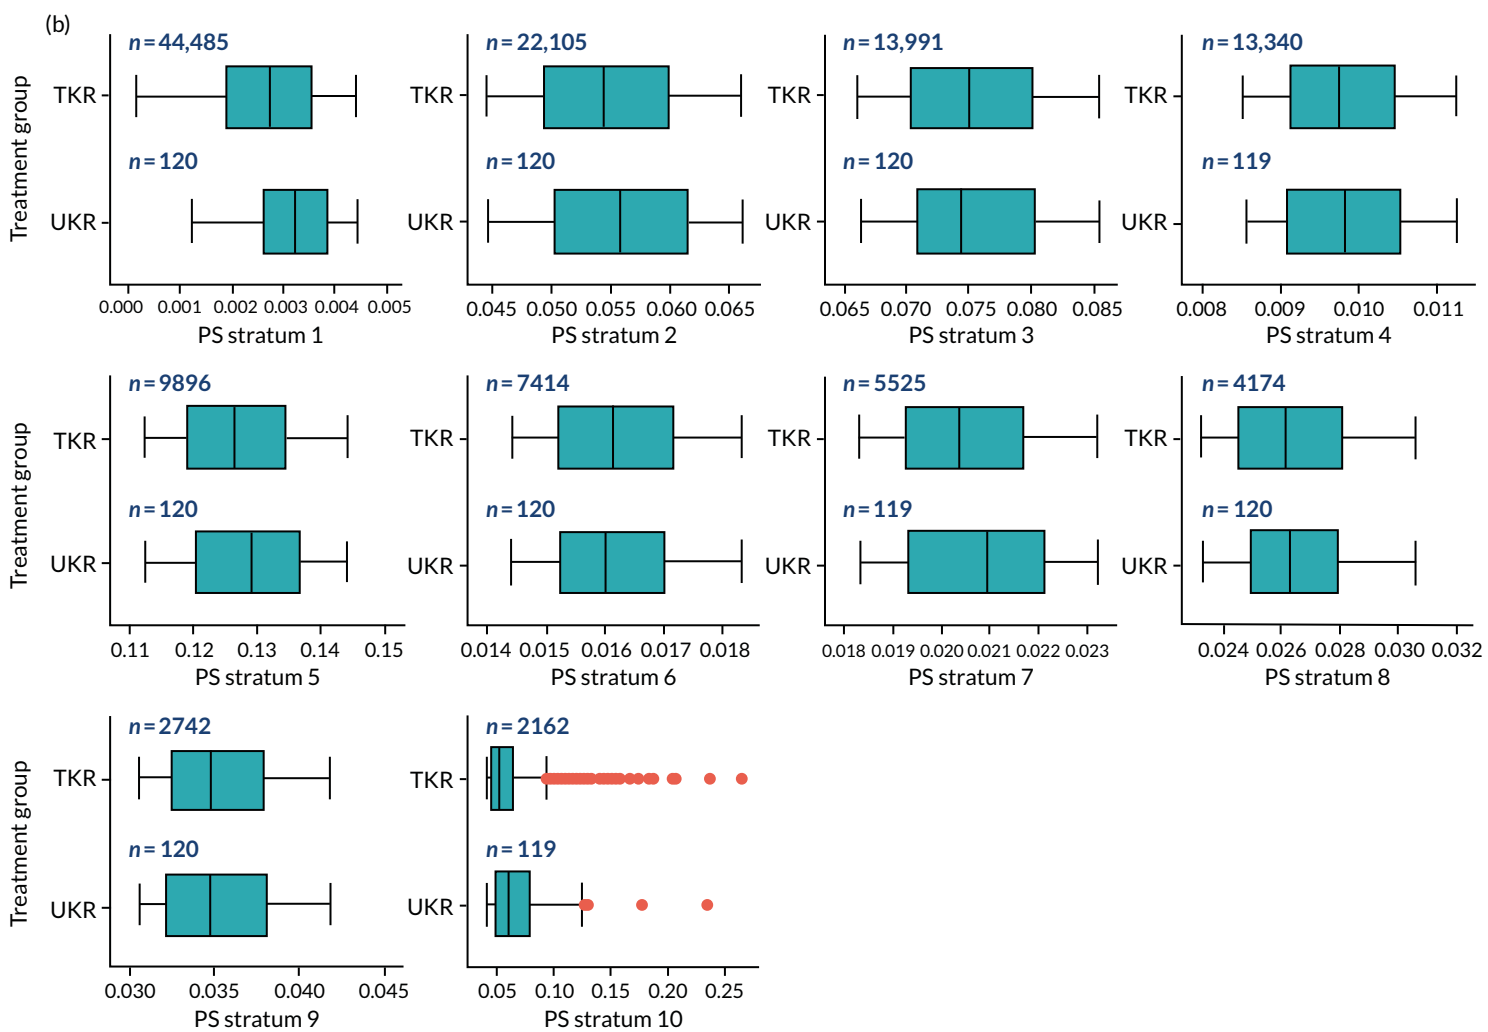 (b)
n = 44,485
n = 22,105
n = 13,991
n = 13,340
Treatment group
TKR
TKR
TKR
TKR
n = 120
n = 120
n = 120
n = 119
UKR
UKR
UKR
UKR
0.000 0.001 0.002 0.003 0.004 0.005
0.045 0.050 0.055 0.060 0.065
0.065 0.070 0.075 0.080 0.085
0.008 0.009 0.010 0.011
PS stratum 1
PS stratum 2
PS stratum 3
PS stratum 4
n = 9896
n = 7414
n = 5525
n = 4174
Treatment group
TKR
TKR
TKR
TKR
n = 120
n = 120
n = 119
n = 120
UKR
UKR
UKR
UKR
0.11 0.12 0.13 0.14 0.15
0.014 0.015 0.016 0.017 0.018
0.018 0.019 0.020 0.021 0.022 0.023
0.024 0.026 0.028 0.030 0.032
PS stratum 5
PS stratum 6
PS stratum 7
PS stratum 8
n = 2742
n = 2162
Treatment group
TKR
TKR
n = 120
n = 119
UKR
UKR
0.030 0.035 0.040 0.045
0.05 0.10 0.15 0.20 0.25
PS stratum 9
PS stratum 10